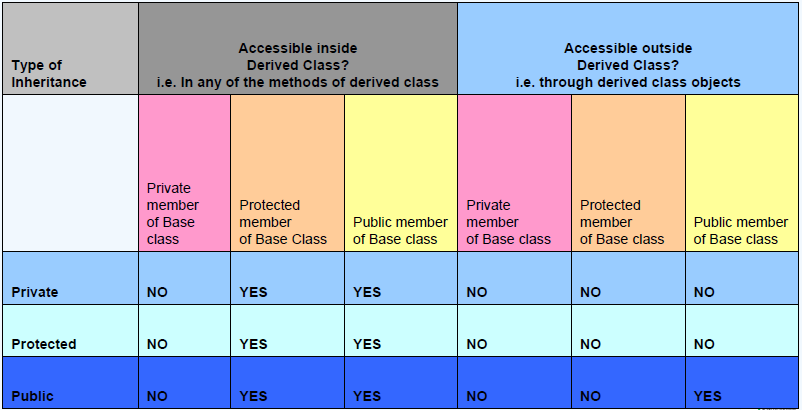 Type of
Inheritance
Accessible inside
Derived Class?
i.e. In any of the methods of derived class
Accessible outside
Derived Class?
i.e. through derived class objects
Private
member
of Base
class
Protected
member
of Base Class
Public member
of Base class
Private
member
of Base class
Protected
member
of Base class
Public member
of Base class
Private NO YES YES NO NO NO
Protected NO YES YES NO NO NO
Public NO YES YES NO NO YES